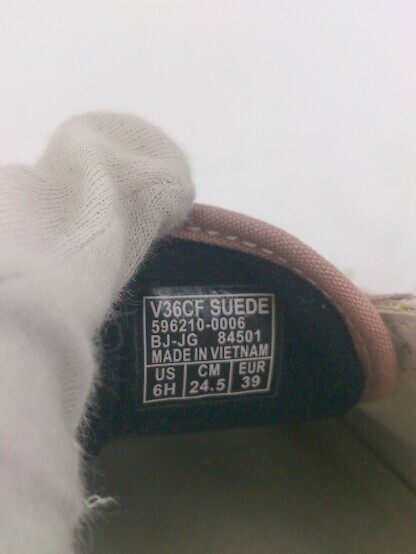 V36CF SUEDE
596210-0006
BJ-JG 84501
MADE IN VIETNAM
US CM EUR
6H 24.5 39